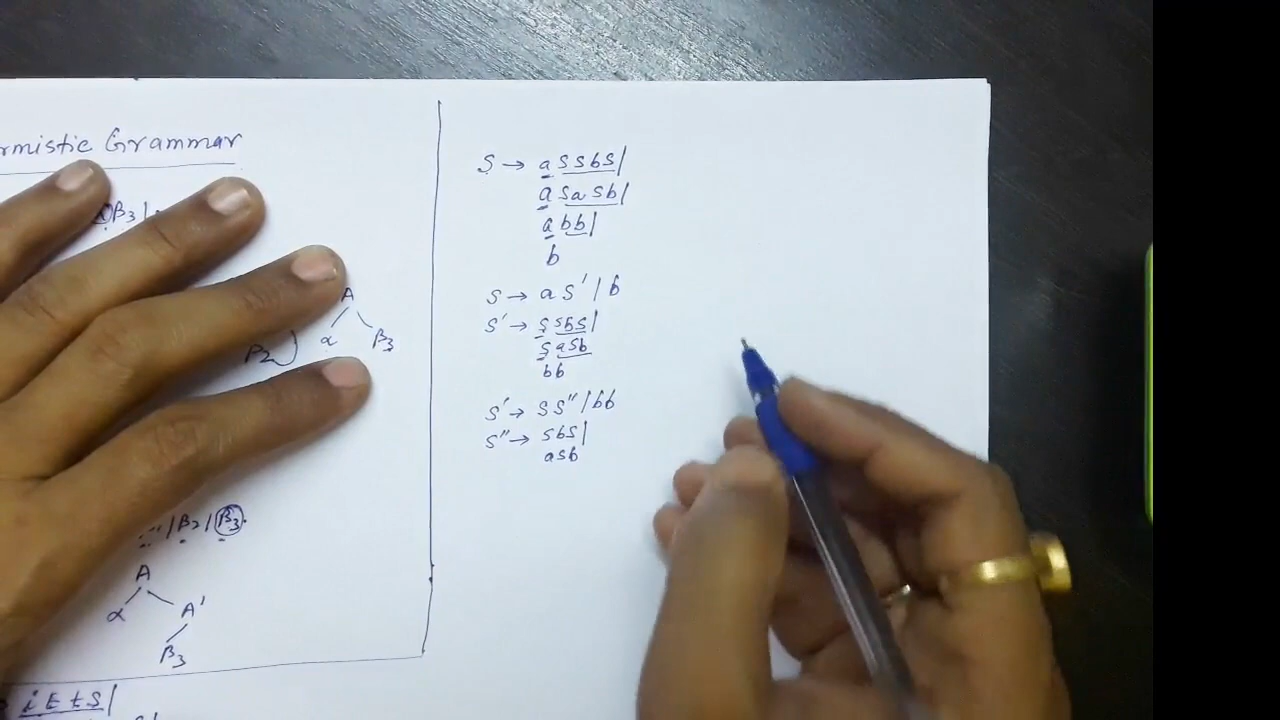 rmistic Grammar
β3 |
A
α β3
β2
| β2 | β3
A
α A'
β3
iEtS |
S → aSSbS |
aSaSb |
abb |
b
S → aS' | b
S' → SSbS |
SaSb
bb
S' → SS" | bb
S" → SbS |
aSb